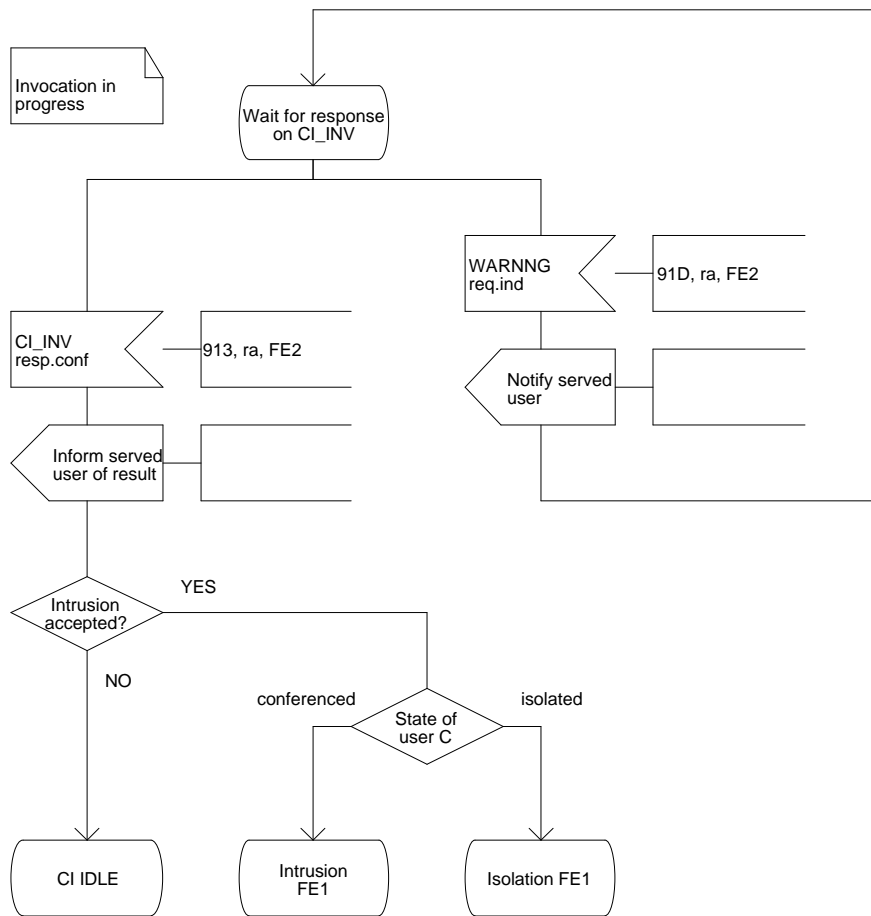 Invocation in
progress
Wait for response
on CI_INV
WARNNG
req.ind
91D, ra, FE2
CI_INV
resp.conf
913, ra, FE2
Notify served
user
Inform served
user of result
YES
Intrusion
accepted?
NO
conferenced
isolated
State of
user C
CI IDLE
Intrusion
FE1
Isolation FE1